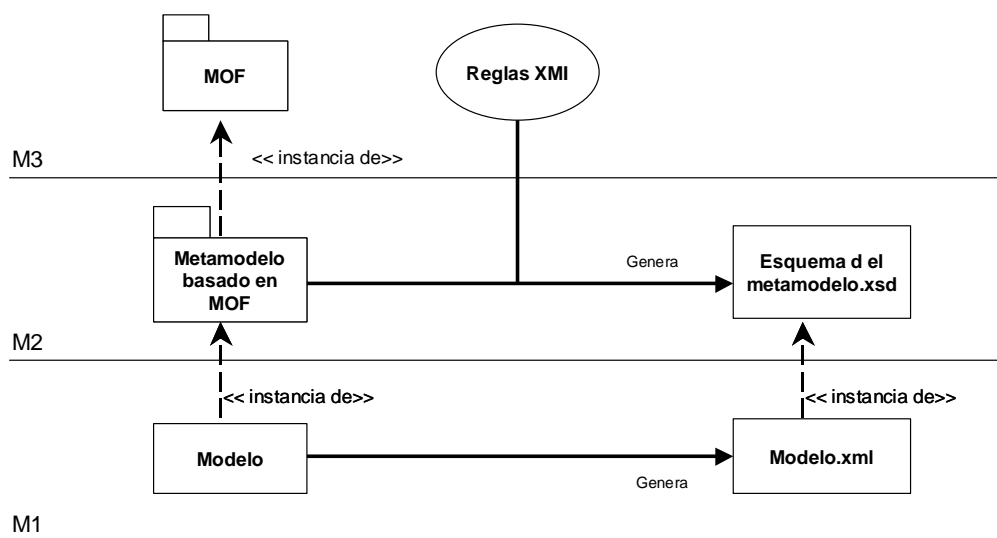 MOF
Reglas XMI
<< instancia de>>
M3
Metamodelo
basado en
MOF
Genera
Esquema d el
metamodelo.xsd
M2
<< instancia de>>
<< instancia de>>
Modelo
Modelo.xml
Genera
M1